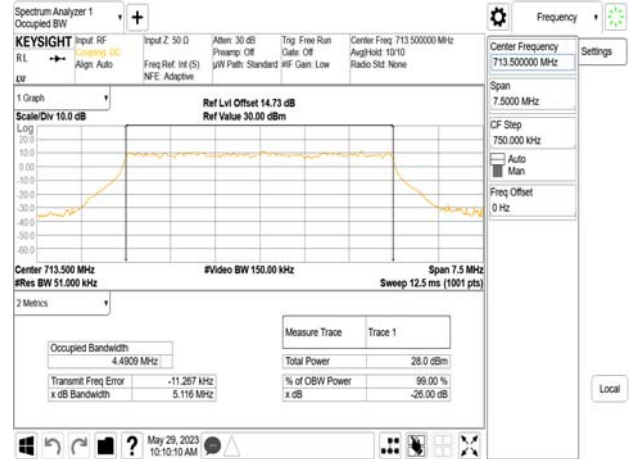 Spectrum Analyzer 1
Occupied BW
Frequency
KEYSIGHT
RL
Input: RF
Coupling: DC
Align: Auto
Input Z: 50 Ω
Freq Ref: Int (S)
NFE: Adaptive
Atten: 30 dB
Preamp: Off
µW Path: Standard
Trig: Free Run
Gate: Off
#IF Gain: Low
Center Freq: 713.500000 MHz
Avg|Hold: 10/10
Radio Std: None
Center Frequency
713.500000 MHz
Settings
Span
7.5000 MHz
CF Step
750.000 kHz
Auto
Man
Freq Offset
0 Hz
Local
1 Graph
Scale/Div 10.0 dB
Ref Lvl Offset 14.73 dB
Ref Value 30.00 dBm
Log
20.0
10.0
0.00
-10.0
-20.0
-30.0
-40.0
-50.0
-60.0
Center 713.500 MHz
#Video BW 150.00 kHz
Span 7.5 MHz
#Res BW 51.000 kHz
Sweep 12.5 ms (1001 pts)
2 Metrics
Measure Trace
Trace 1
Occupied Bandwidth
4.4909 MHz
Total Power
28.0 dBm
Transmit Freq Error
-11.267 kHz
% of OBW Power
99.00 %
x dB Bandwidth
5.116 MHz
x dB
-26.00 dB
May 29, 2023
10:10:10 AM